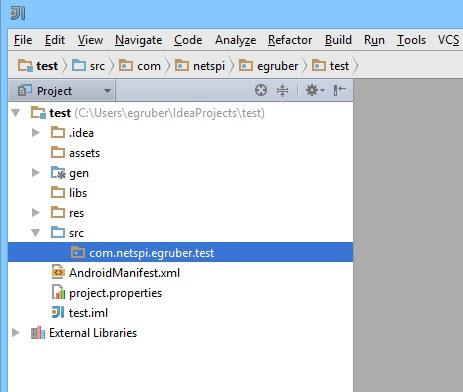 File Edit View Navigate Code Analyze Refactor Build Run Tools VCS
test src com netspi egruber test
Project
test (C:\Users\egruber\IdeaProjects\test)
.idea
assets
gen
libs
res
src
com.netspi.egruber.test
AndroidManifest.xml
project.properties
test.iml
External Libraries